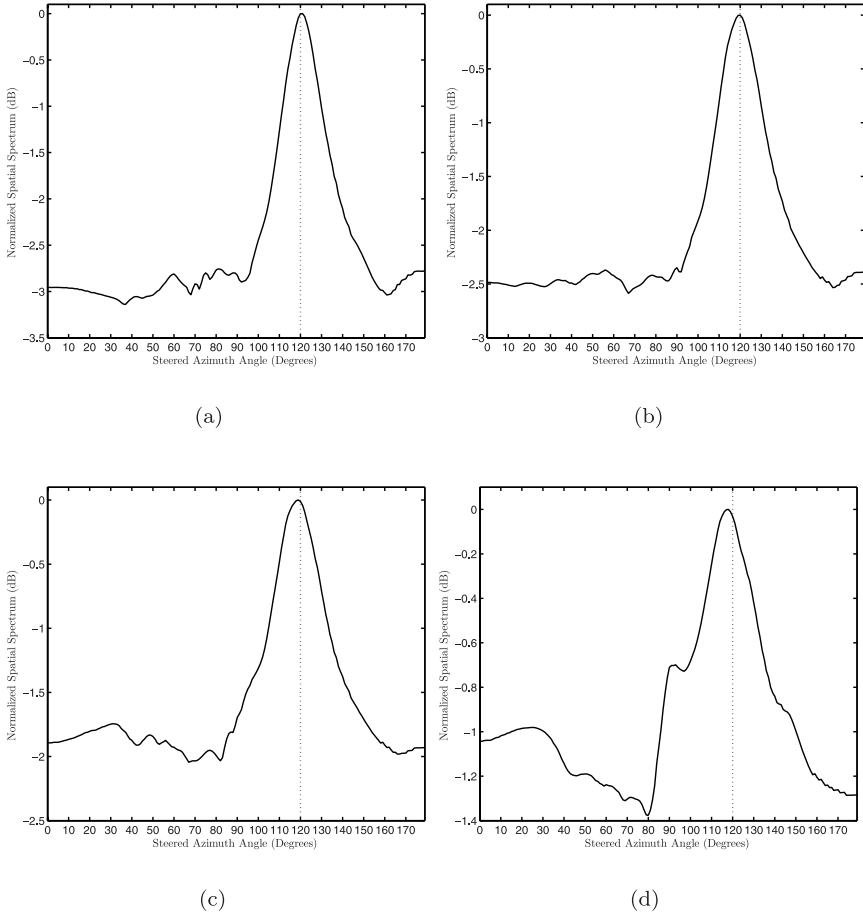 0
−0.5
−1
−1.5
−2
−2.5
−3
−3.5
Normalized Spatial Spectrum (dB)
0 10 20 30 40 50 60 70 80 90 100 110 120 130 140 150 160 170
Steered Azimuth Angle (Degrees)
(a)
0
−0.5
−1
−1.5
−2
−2.5
−3
Normalized Spatial Spectrum (dB)
0 10 20 30 40 50 60 70 80 90 100 110 120 130 140 150 160 170
Steered Azimuth Angle (Degrees)
(b)
0
−0.5
−1
−1.5
−2
−2.5
Normalized Spatial Spectrum (dB)
0 10 20 30 40 50 60 70 80 90 100 110 120 130 140 150 160 170
Steered Azimuth Angle (Degrees)
(c)
0
−0.2
−0.4
−0.6
−0.8
−1
−1.2
−1.4
Normalized Spatial Spectrum (dB)
0 10 20 30 40 50 60 70 80 90 100 110 120 130 140 150 160 170
Steered Azimuth Angle (Degrees)
(d)